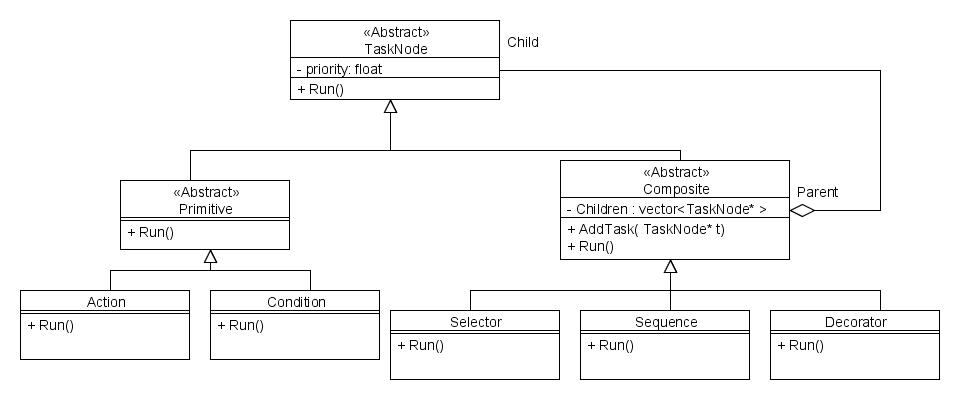 «Abstract»
TaskNode
Child
- priority: float
+ Run()
«Abstract»
Primitive
+ Run()
«Abstract»
Composite
Parent
- Children : vector<TaskNode* >
+ AddTask( TaskNode* t)
+ Run()
Action
+ Run()
Condition
+ Run()
Selector
+ Run()
Sequence
+ Run()
Decorator
+ Run()